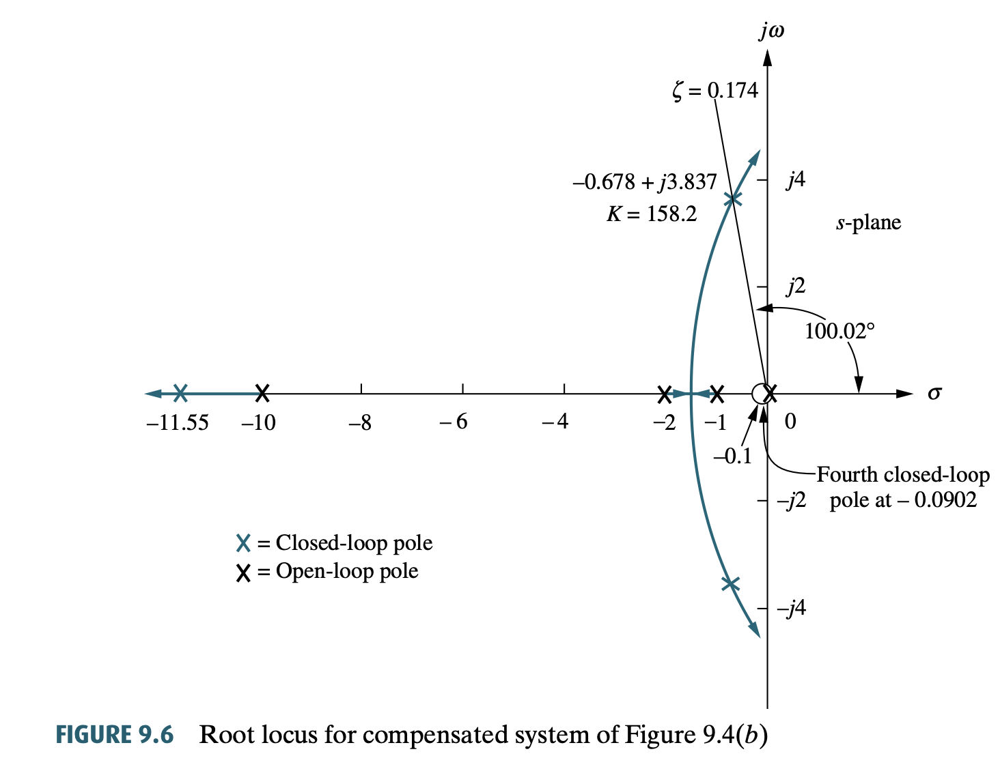 jω
ζ = 0.174
–0.678 + j3.837
j4
K = 158.2
s-plane
j2
100.02°
σ
–11.55
–10
–8
–6
–4
–2
–1
0
–0.1
Fourth closed-loop
pole at – 0.0902
–j2
X = Closed-loop pole
X = Open-loop pole
–j4
FIGURE 9.6 Root locus for compensated system of Figure 9.4(b)